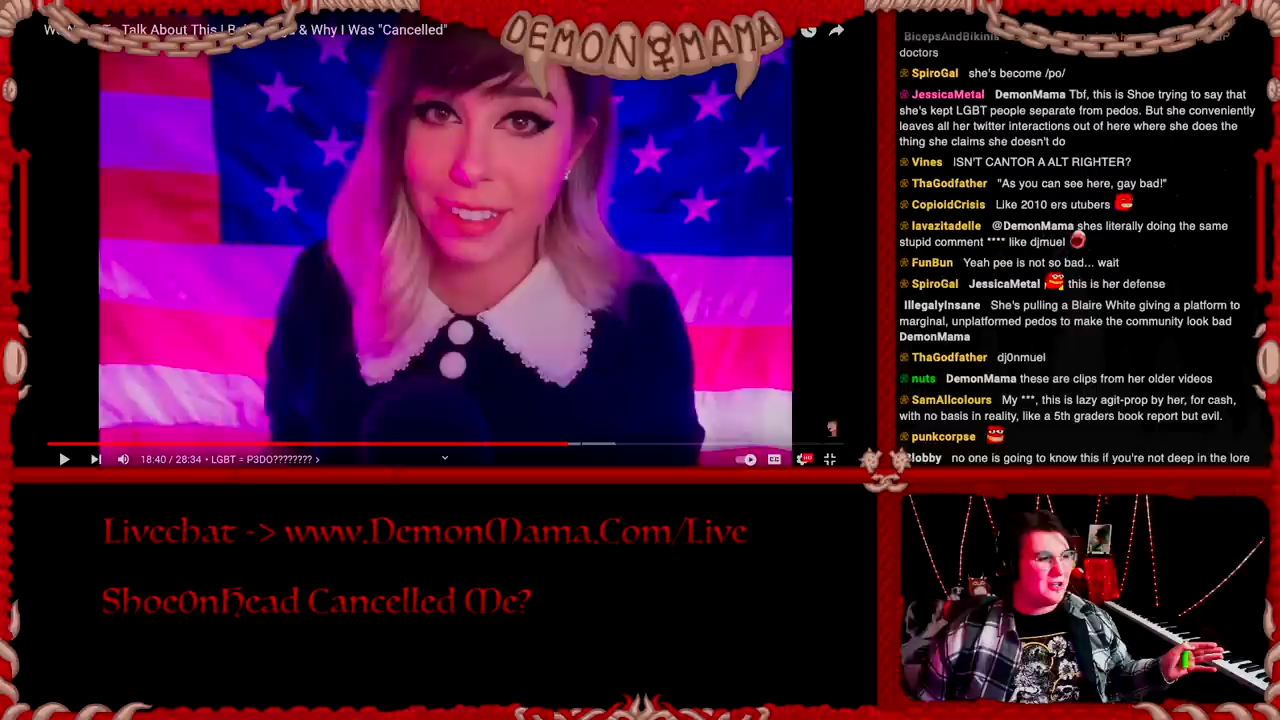 Talk About This | B
& Why I Was "Cancelled"
DEMON MAMA
18:40 / 28:34 • LGBT = P3DO???????? ›
CC
HD
BicepsAndBikinis
doctors
SpiroGal she's become /po/
JessicaMetal DemonMama Tbf, this is Shoe trying to say that
she's kept LGBT people separate from pedos. But she conveniently
leaves all her twitter interactions out of here where she does the
thing she claims she doesn't do
Vines ISN'T CANTOR A ALT RIGHTER?
ThaGodfather "As you can see here, gay bad!"
CopioidCrisis Like 2010 ers utubers
lavazitadelle @DemonMama shes literally doing the same
stupid comment **** like djmuel
FunBun Yeah pee is not so bad... wait
SpiroGal JessicaMetal this is her defense
IllegalyInsane She's pulling a Blaire White giving a platform to
marginal, unplatformed pedos to make the community look bad
DemonMama
ThaGodfather dj0nmuel
nuts DemonMama these are clips from her older videos
SamAllcolours My ***, this is lazy agit-prop by her, for cash,
with no basis in reality, like a 5th graders book report but evil.
punkcorpse
lobby no one is going to know this if you're not deep in the lore
Livechat -> www.DemonMama.Com/Live
Shoe0nHead Cancelled Me?